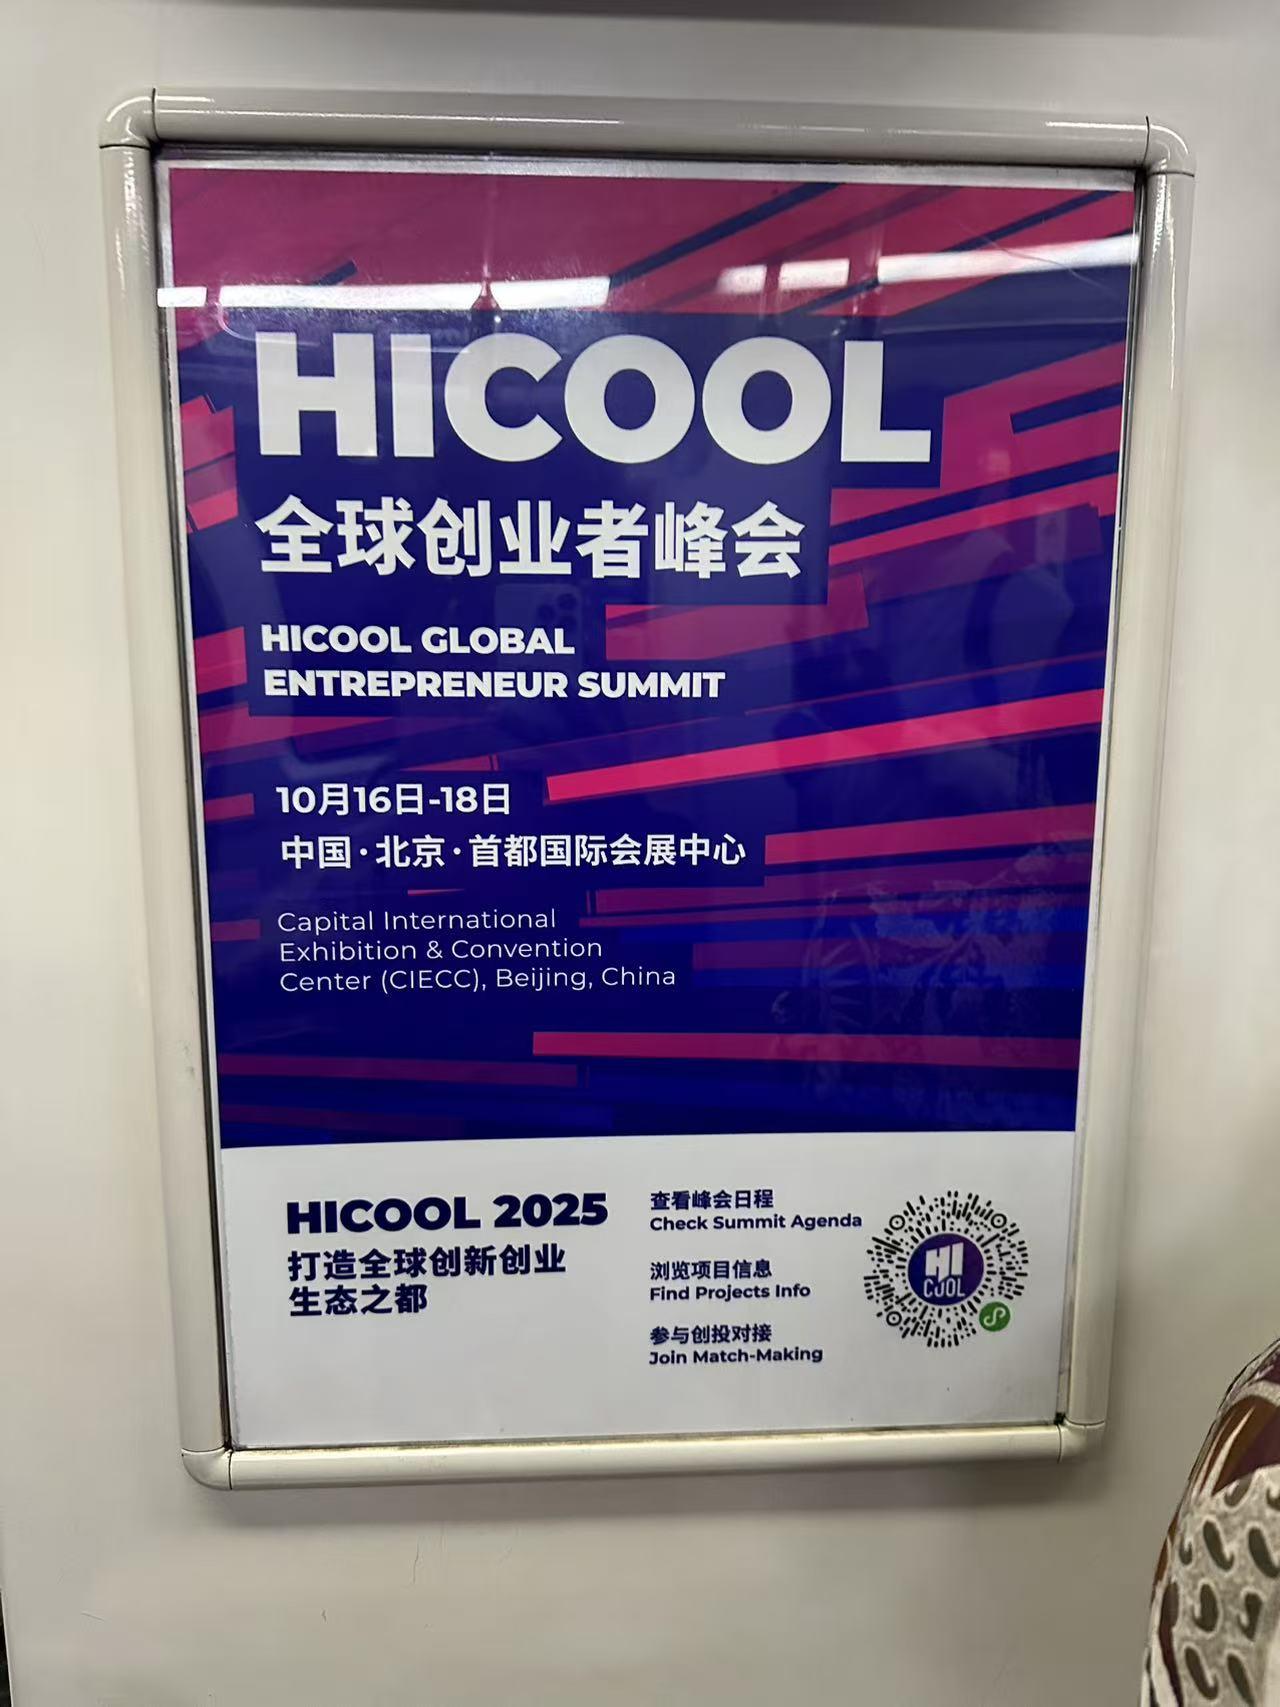 HICOOL
全球创业者峰会
HICOOL GLOBAL
ENTREPRENEUR SUMMIT
10月16日-18日
中国·北京·首都国际会展中心
Capital International
Exhibition & Convention
Center (CIECC), Beijing, China
HICOOL 2025
打造全球创新创业
生态之都
查看峰会日程
Check Summit Agenda
浏览项目信息
Find Projects Info
参与创投对接
Join Match-Making
HI
COOL